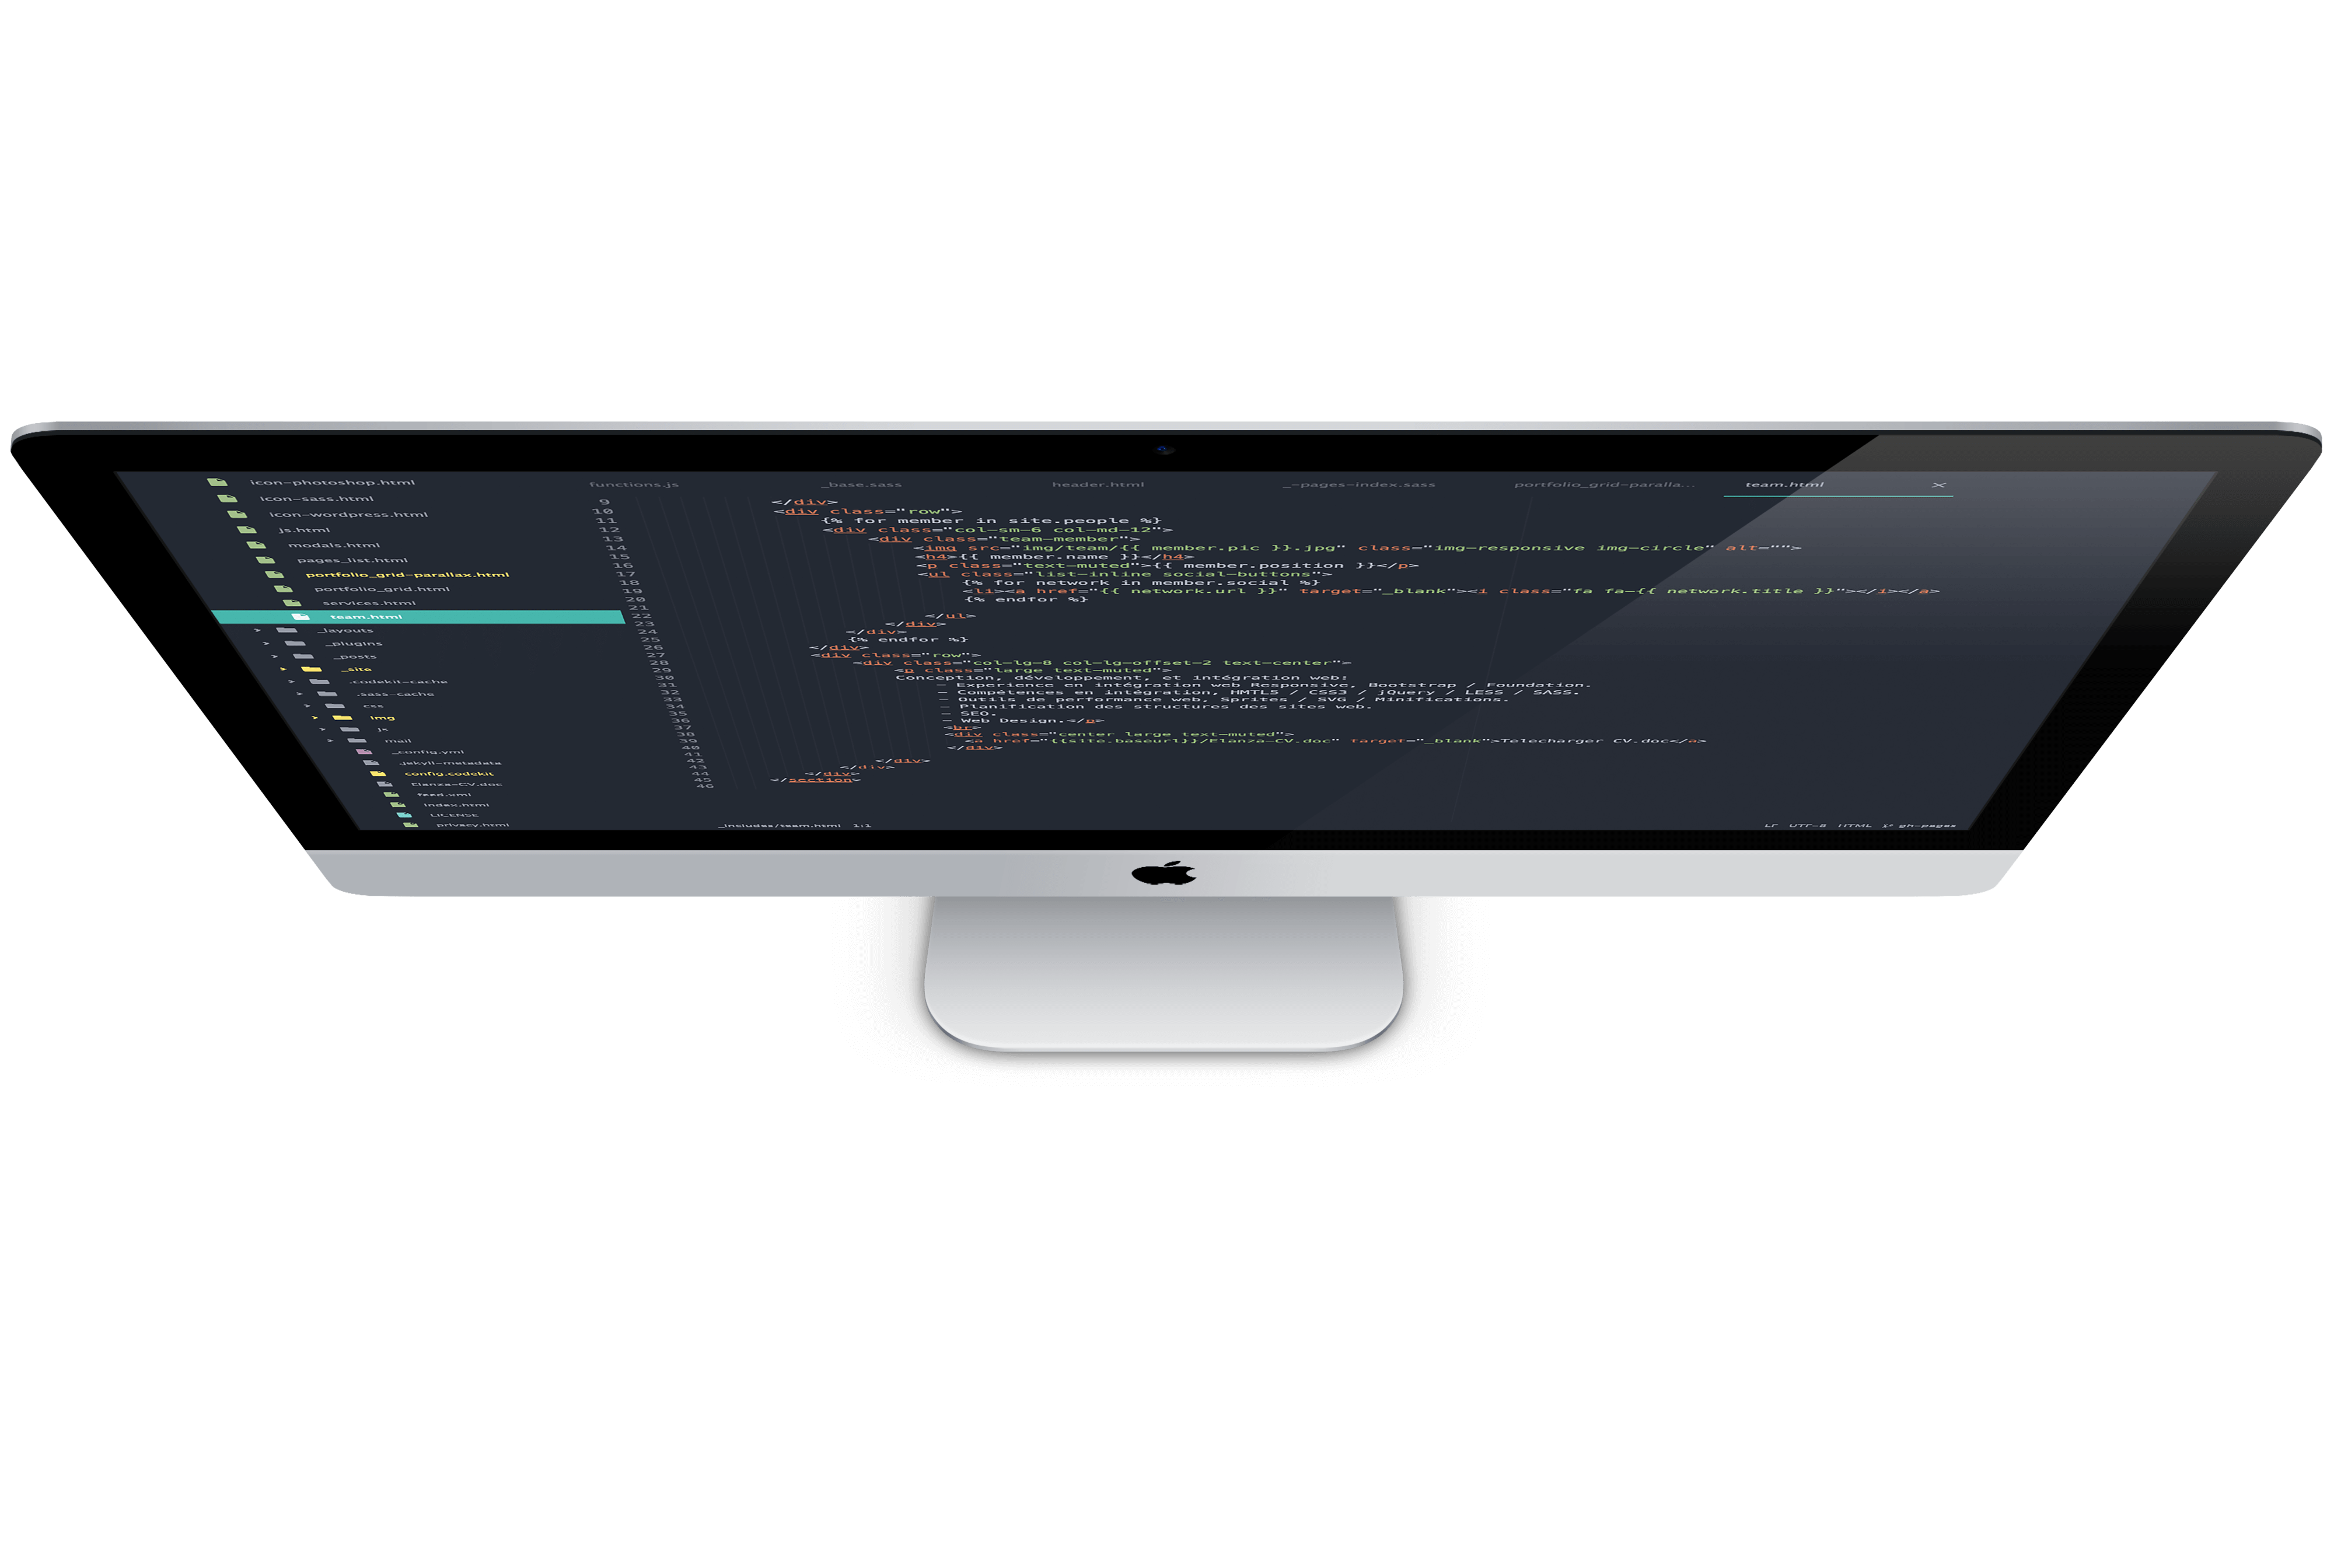 icon-photoshop.html
icon-sass.html
icon-wordpress.html
js.html
modals.html
pages_list.html
portfolio_grid-parallax.html
portfolio_grid.html
services.html
team.html
_layouts
_plugins
_posts
_site
.codekit-cache
.sass-cache
css
img
js
mail
_config.yml
.jekyll-metadata
config.codekit
Elanza-CV.doc
feed.xml
index.html
LICENSE
privacy.html
functions.js _base.sass header.html _-pages-index.sass portfolio_grid-paralla... team.html
9 </div>
10 <div class="row">
11 {% for member in site.people %}
12 <div class="col-sm-6 col-md-12">
13 <div class="team-member">
14 <img src="img/team/{{ member.pic }}.jpg" class="img-responsive img-circle" alt="">
15 <h4>{{ member.name }}</h4>
16 <p class="text-muted">{{ member.position }}</p>
17 <ul class="list-inline social-buttons">
18 {% for network in member.social %}
19 <li><a href="{{ network.url }}" target="_blank"><i class="fa fa-{{ network.title }}"></i></a>
20 {% endfor %}
21
22 </ul>
23 </div>
24 </div>
25 {% endfor %}
26 </div>
27 <div class="row">
28 <div class="col-lg-8 col-lg-offset-2 text-center">
29 <p class="large text-muted">
30 Conception, développement, et intégration web:
31 – Experience en intégration web Responsive, Bootstrap / Foundation.
32 – Compétences en intégration, HMTL5 / CSS3 / jQuery / LESS / SASS.
33 – Outils de performance web, Sprites / SVG / Minifications.
34 – Planification des structures des sites web.
35 – SEO.
36 – Web Design.</p>
37 <br>
38 <div class="center large text-muted">
39 <a href="{{site.baseurl}}/Elanza-CV.doc" target="_blank">Telecharger CV.doc</a>
40 </div>
41
42 </div>
43 </div>
44 </div>
45 </section>
46
_includes/team.html 1:1 LF UTF-8 HTML gh-pages